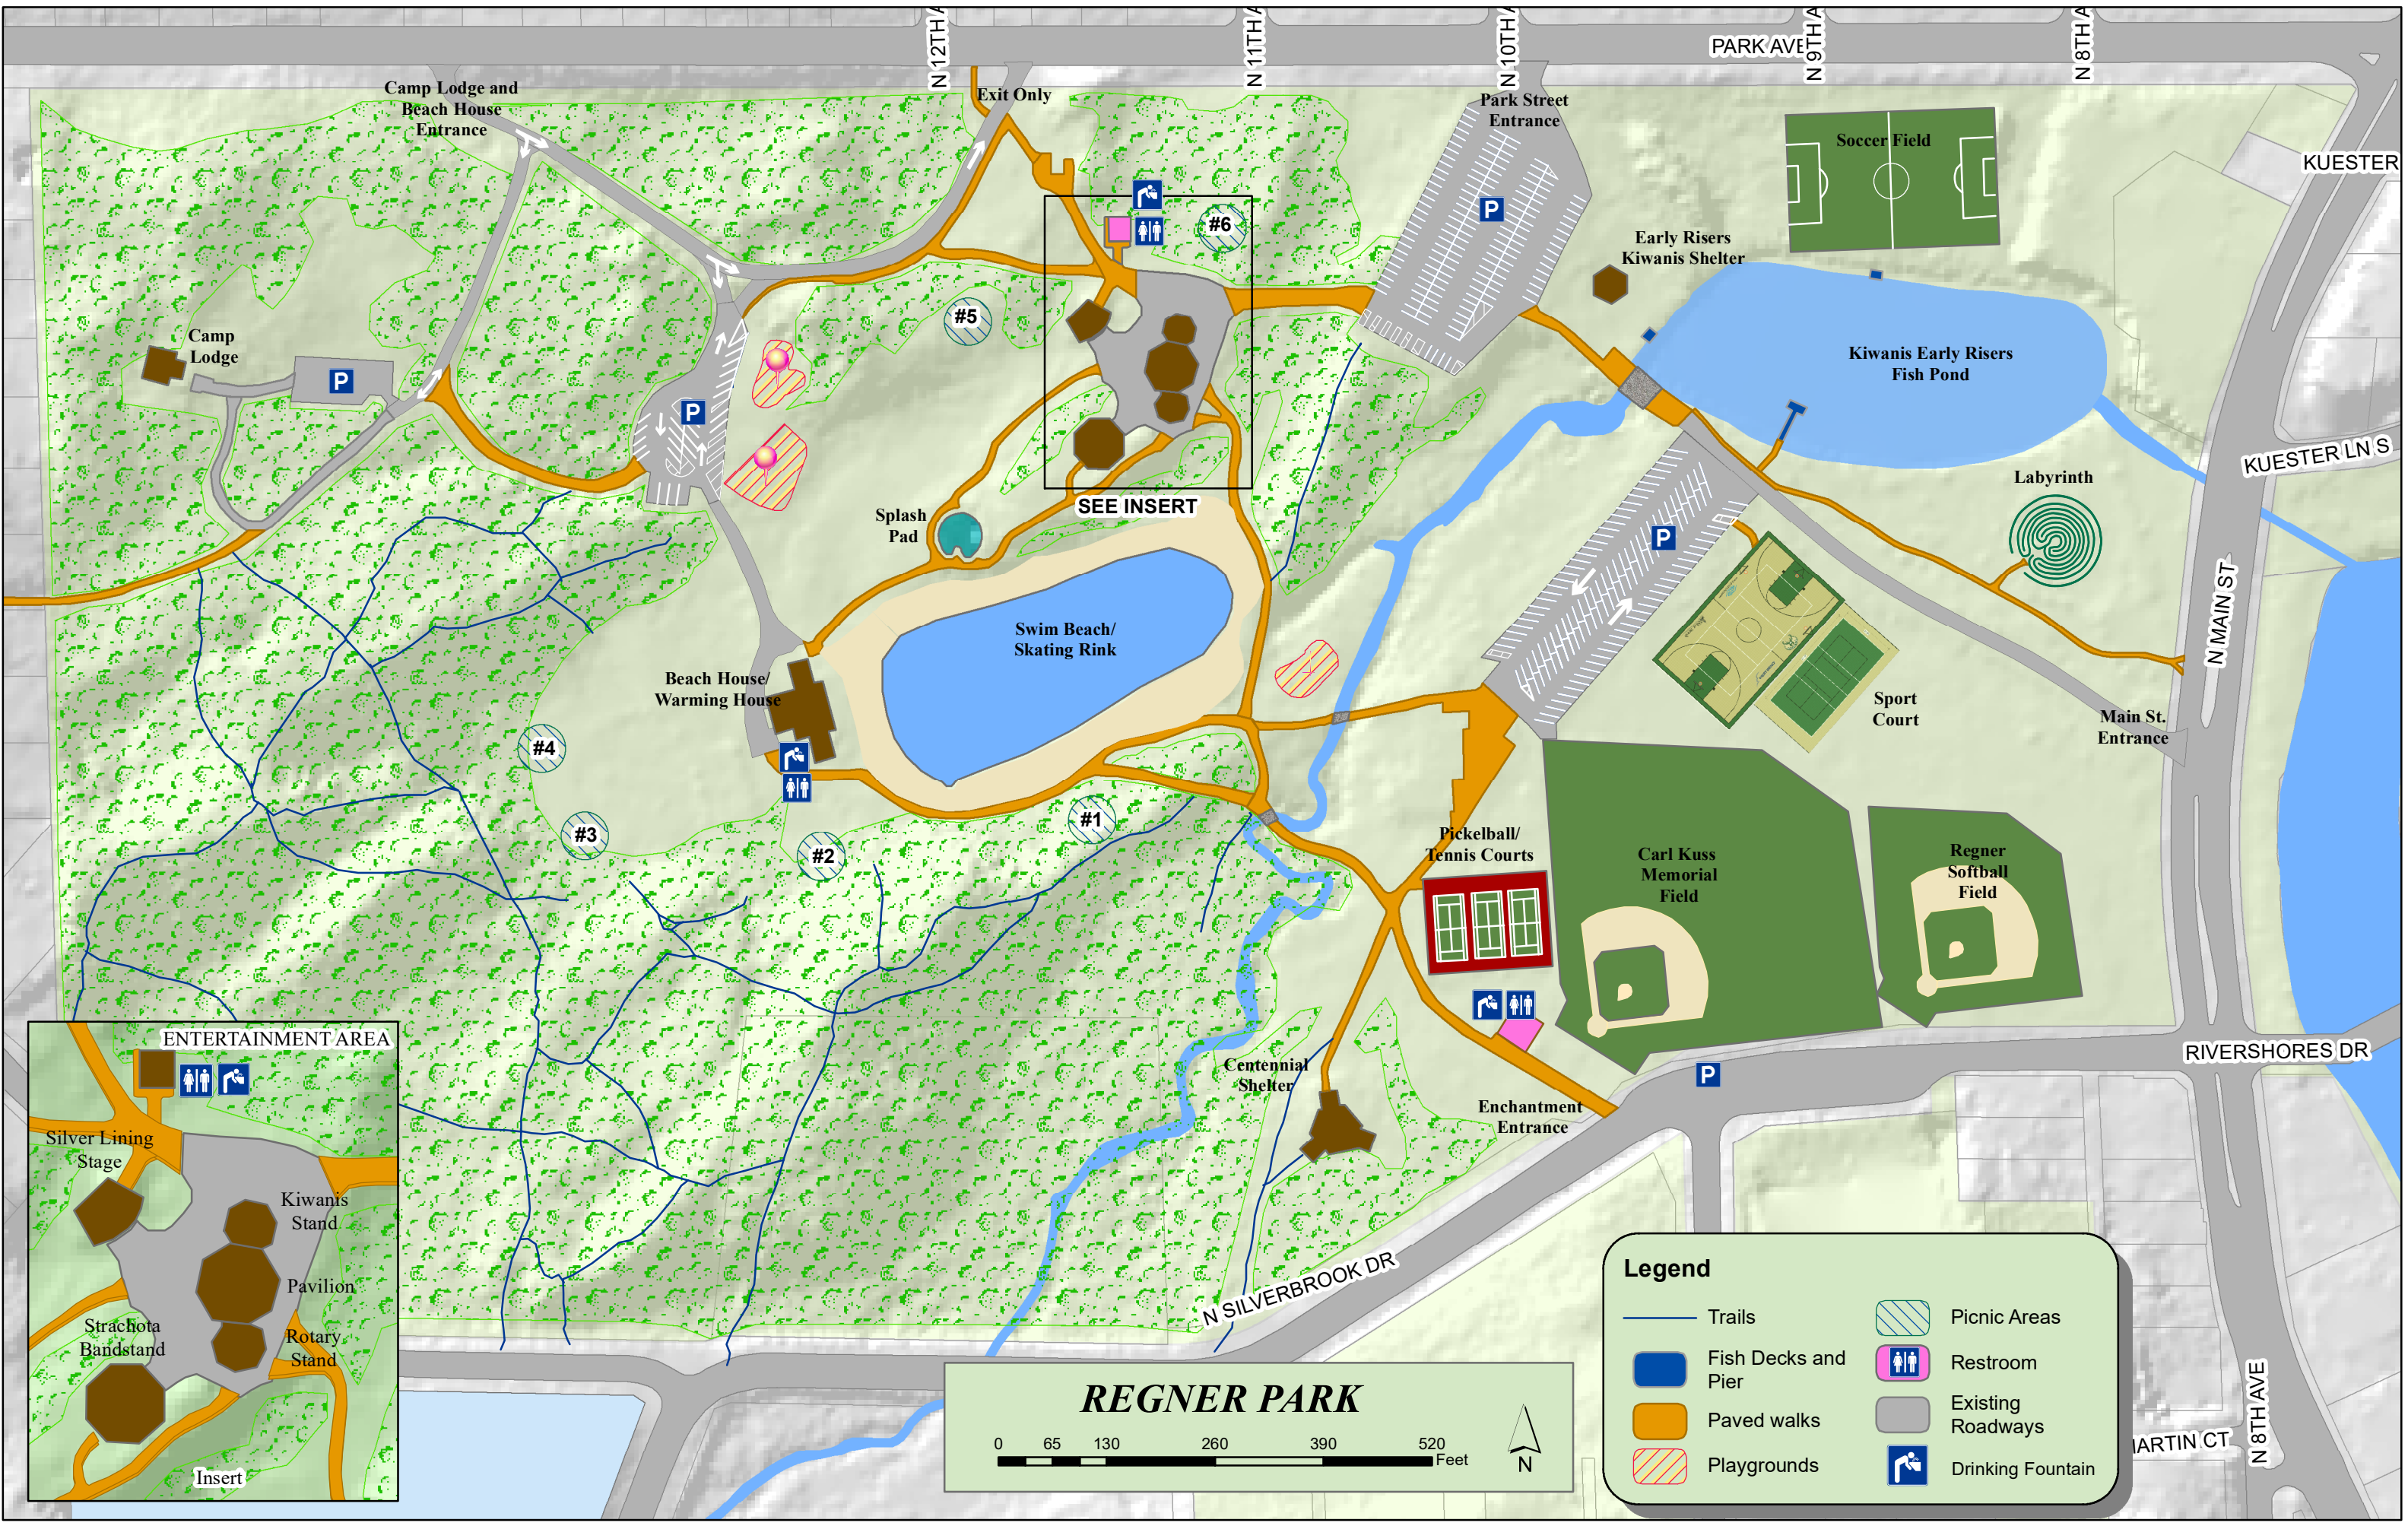 N 12TH A
N 11TH A
N 10TH A
PARK AVE
N 9TH A
N 8TH A
Camp Lodge and
Beach House
Entrance
Exit Only
Park Street
Entrance
Soccer Field
KUESTER
P
#6
Early Risers
Kiwanis Shelter
#5
Camp
Lodge
P
P
Kiwanis Early Risers
Fish Pond
KUESTER LN S
SEE INSERT
Labyrinth
Splash
Pad
P
N MAIN ST
Swim Beach/
Skating Rink
Beach House/
Warming House
Sport
Court
Main St.
Entrance
#4
#3
#2
#1
Pickelball/
Tennis Courts
Carl Kuss
Memorial
Field
Regner
Softball
Field
Centennial
Shelter
Enchantment
Entrance
P
RIVERSHORES DR
N SILVERBROOK DR
ENTERTAINMENT AREA
Silver Lining
Stage
Kiwanis
Stand
Pavilion
Strachota
Bandstand
Rotary
Stand
Insert
REGNER PARK
0 65 130 260 390 520
Feet
N
Legend
Trails
Fish Decks and
Pier
Paved walks
Playgrounds
Picnic Areas
Restroom
Existing
Roadways
Drinking Fountain
MARTIN CT
N 8TH AVE